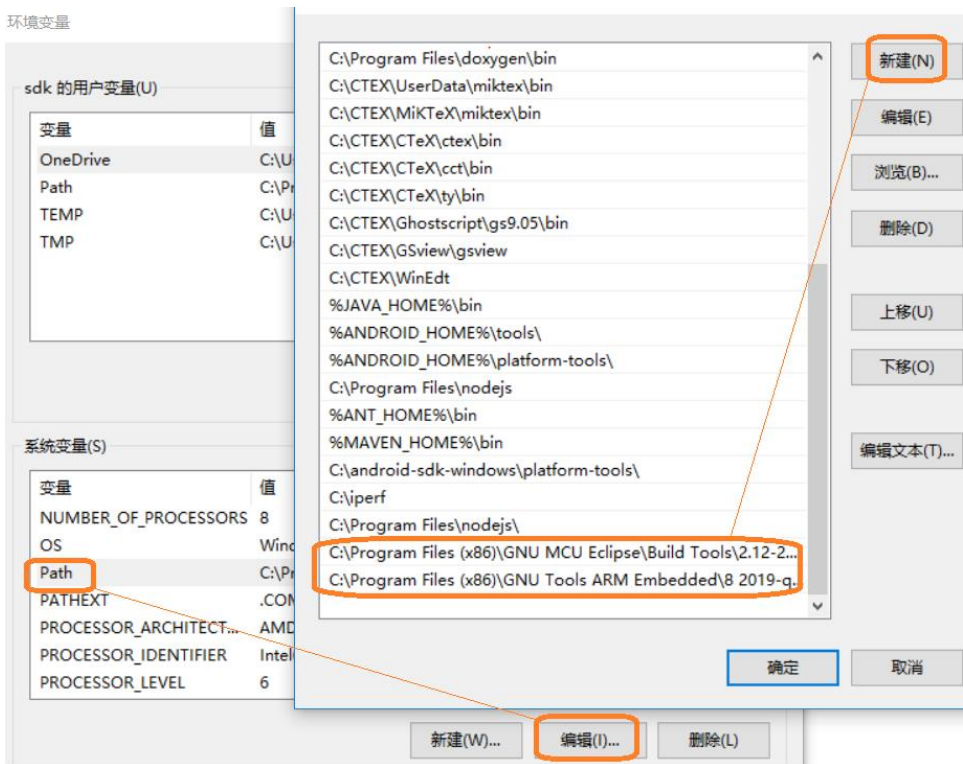 环境变量
sdk 的用户变量(U)
变量 值
OneDrive C:\U
Path C:\Pr
TEMP C:\U
TMP C:\U
系统变量(S)
变量 值
NUMBER_OF_PROCESSORS 8
OS Winc
Path C:\Pr
PATHEXT .COM
PROCESSOR_ARCHITECT... AMD
PROCESSOR_IDENTIFIER Intel
PROCESSOR_LEVEL 6
新建(W)...
编辑(I)...
删除(L)
C:\Program Files\doxygen\bin
C:\CTEX\UserData\miktex\bin
C:\CTEX\MiKTeX\miktex\bin
C:\CTEX\CTeX\ctex\bin
C:\CTEX\CTeX\cct\bin
C:\CTEX\CTeX\ty\bin
C:\CTEX\Ghostscript\gs9.05\bin
C:\CTEX\GSview\gsview
C:\CTEX\WinEdt
%JAVA_HOME%\bin
%ANDROID_HOME%\tools\
%ANDROID_HOME%\platform-tools\
C:\Program Files\nodejs
%ANT_HOME%\bin
%MAVEN_HOME%\bin
C:\android-sdk-windows\platform-tools\
C:\iperf
C:\Program Files\nodejs\
C:\Program Files (x86)\GNU MCU Eclipse\Build Tools\2.12-2...
C:\Program Files (x86)\GNU Tools ARM Embedded\8 2019-q...
新建(N)
编辑(E)
浏览(B)...
删除(D)
上移(U)
下移(O)
编辑文本(T)...
确定
取消